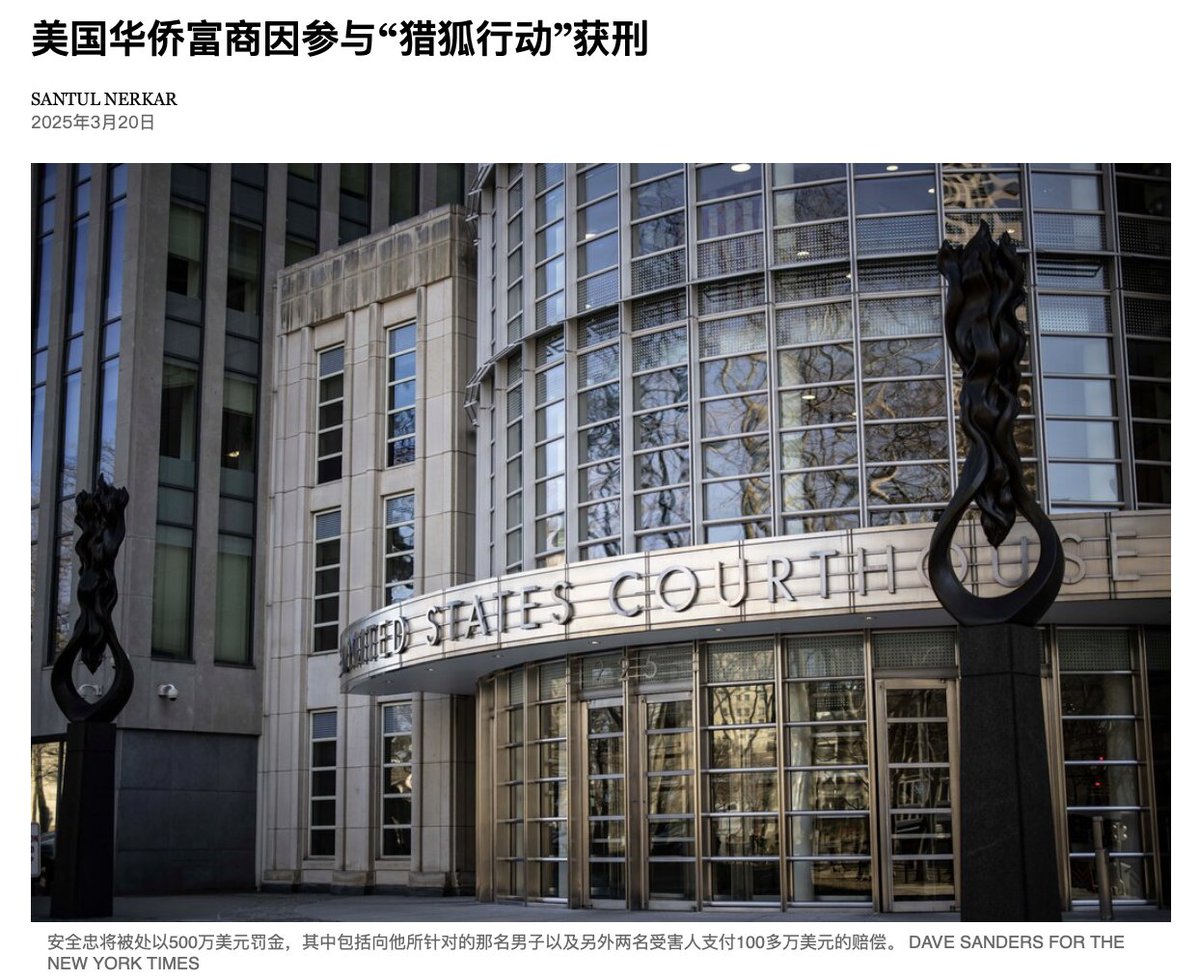 美国华侨富商因参与“猎狐行动”获刑
SANTUL NERKAR
2025年3月20日
UNITED STATES COURTHOUSE
225
安全忠将被处以500万美元罚金，其中包括向他所针对的那名男子以及另外两名受害人支付100多万美元的赔偿。 DAVE SANDERS FOR THE
NEW YORK TIMES